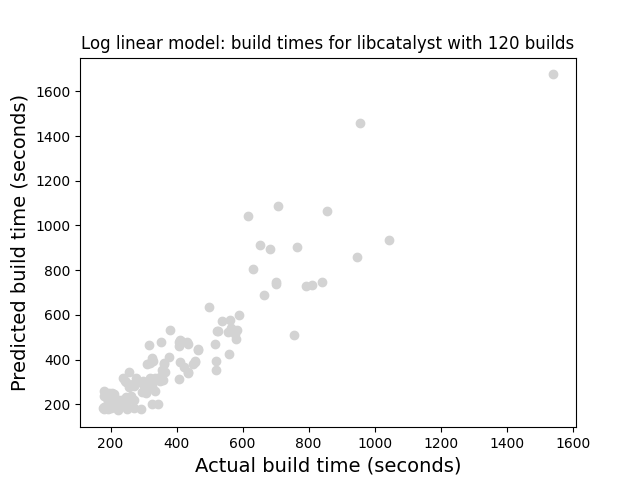 Log linear model: build times for libcatalyst with 120 builds
Predicted build time (seconds)
1600
1400
1200
1000
800
600
400
200
200 400 600 800 1000 1200 1400 1600
Actual build time (seconds)